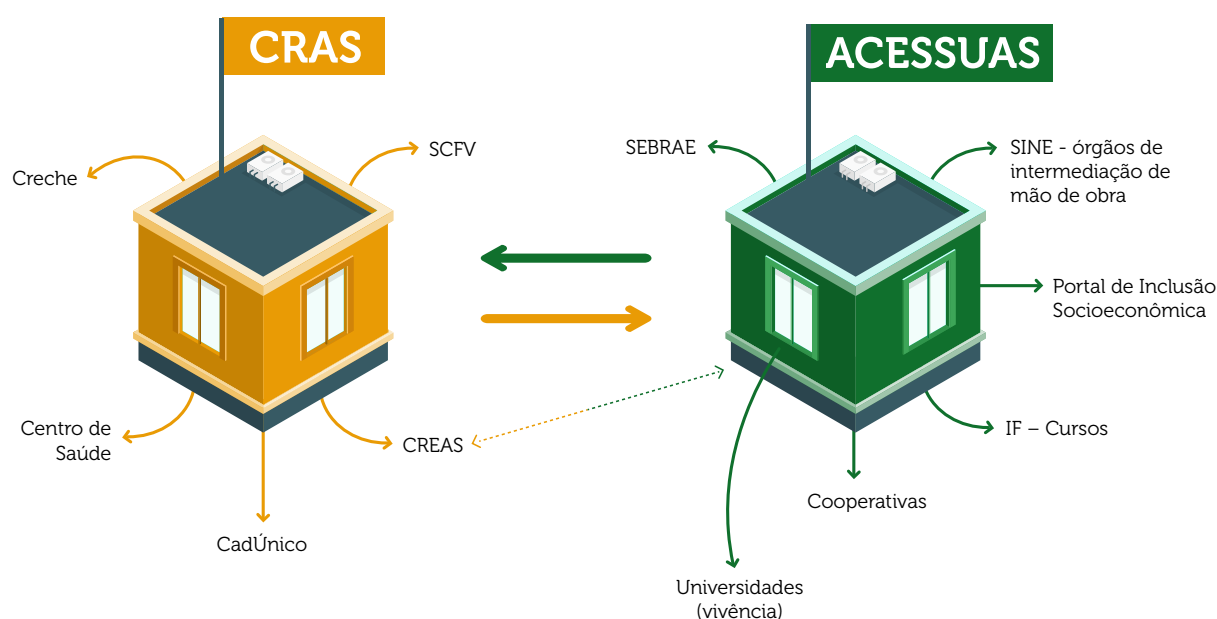 CRAS
ACESSUAS
Creche
SCFV
SEBRAE
SINE - órgãos de
intermediação de
mão de obra
Portal de Inclusão
Socioeconômica
Centro de
Saúde
CREAS
IF – Cursos
CadÚnico
Cooperativas
Universidades
(vivência)